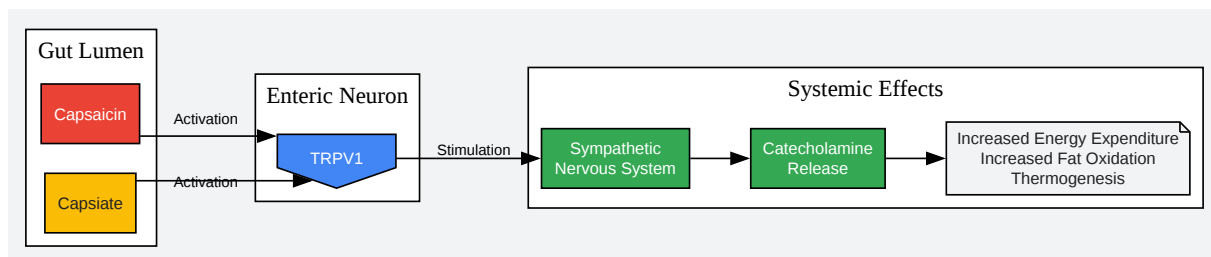 Gut Lumen
Capsaicin
Capsiate
Activation
Activation
Enteric Neuron
TRPV1
Stimulation
Systemic Effects
Sympathetic
Nervous System
Catecholamine
Release
Increased Energy Expenditure
Increased Fat Oxidation
Thermogenesis